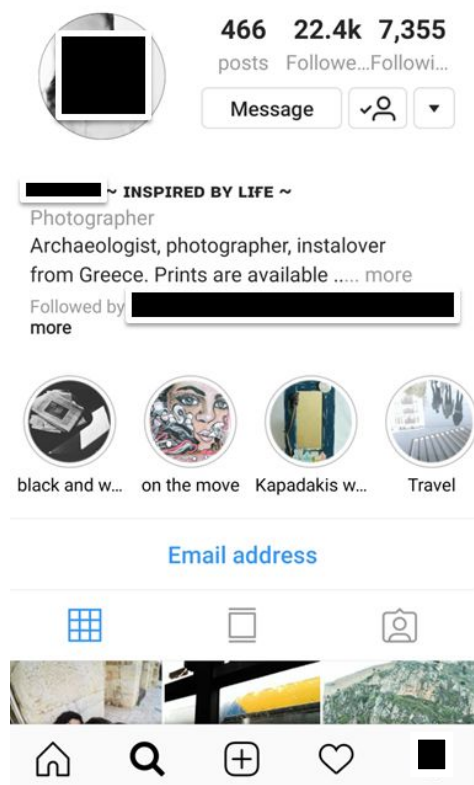 466 22.4k 7,355
posts Followe... Followi...
Message
~ INSPIRED BY LIFE ~
Photographer
Archaeologist, photographer, instalover
from Greece. Prints are available ..... more
Followed by
more
black and w... on the move Kapadakis w... Travel
Email address